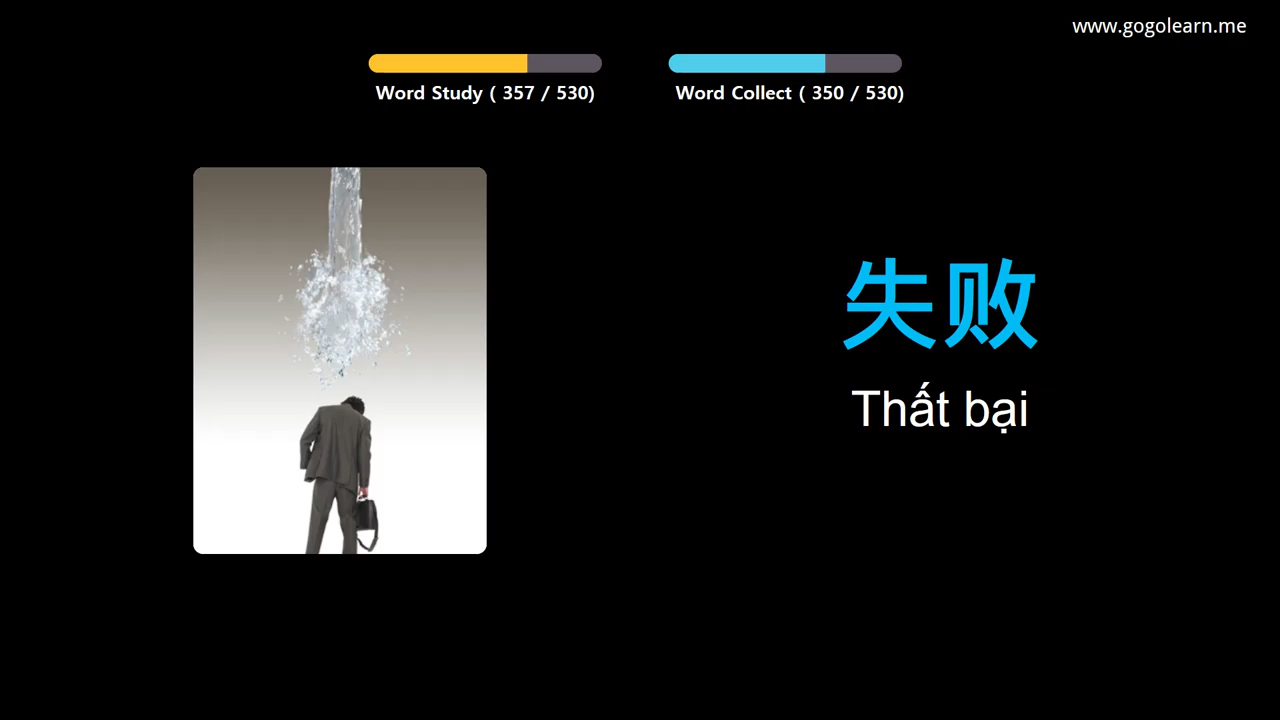 www.gogolearn.me
Word Study ( 357 / 530)
Word Collect ( 350 / 530)
失败
Thất bại